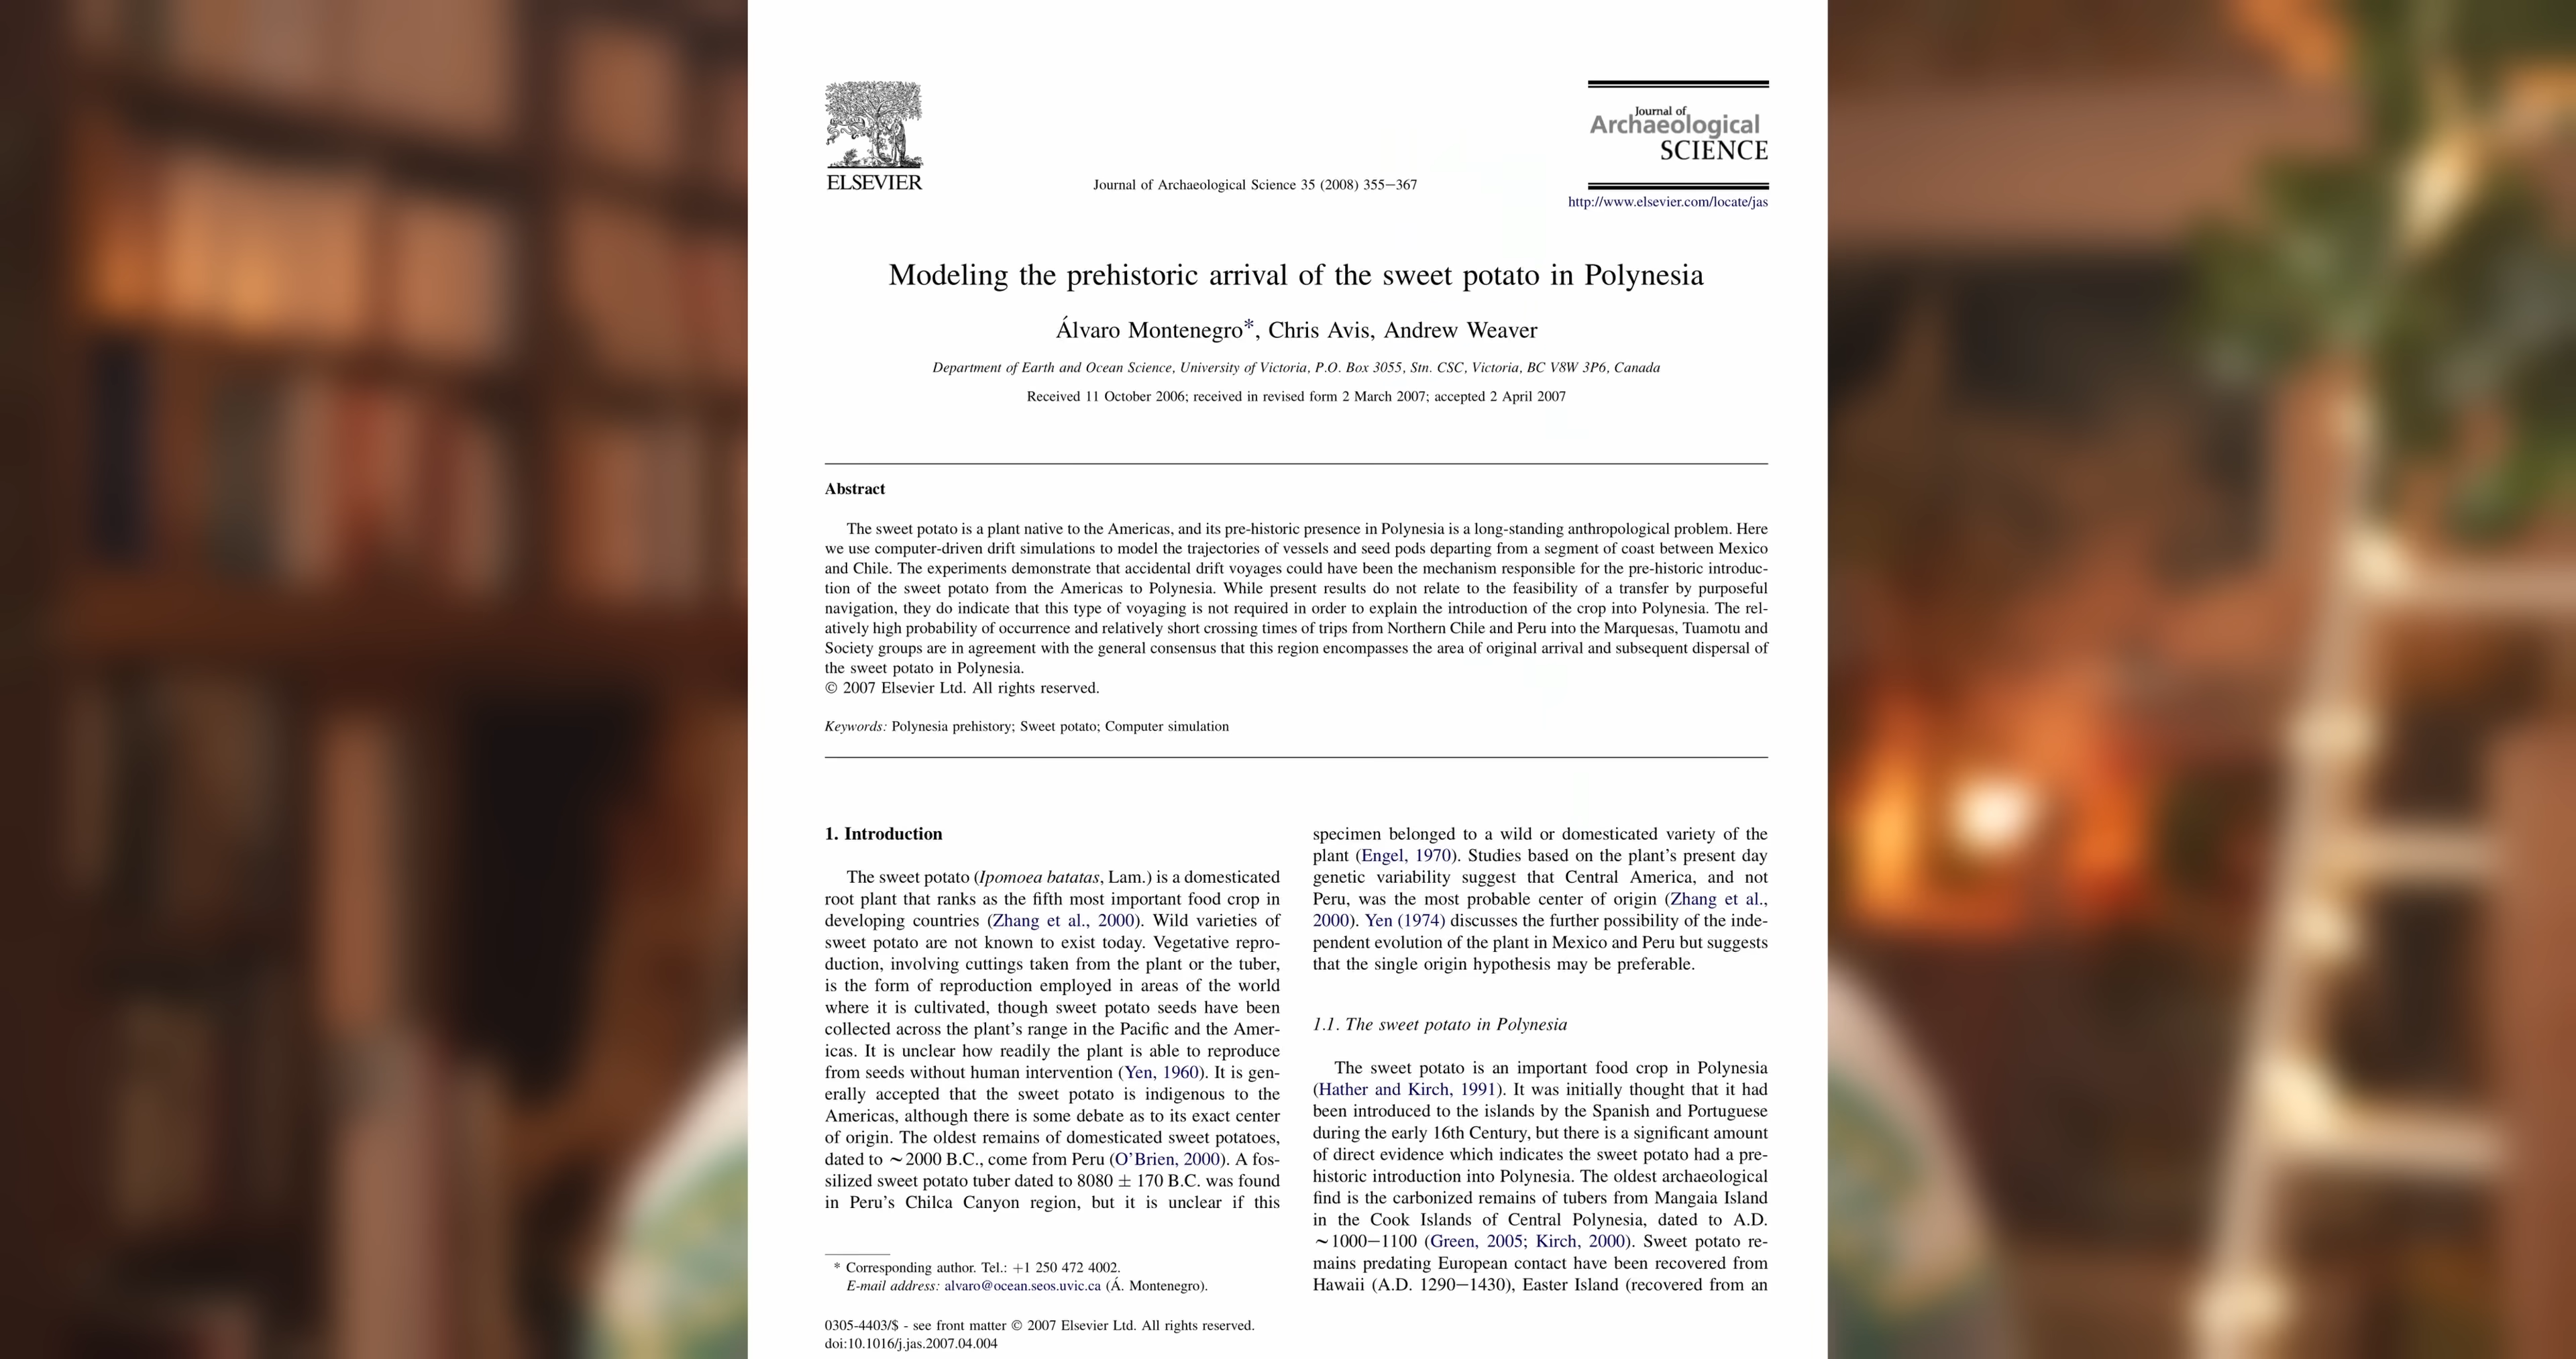 ELSEVIER
Journal of Archaeological Science 35 (2008) 355–367
Journal of
Archaeological
SCIENCE
http://www.elsevier.com/locate/jas
Modeling the prehistoric arrival of the sweet potato in Polynesia
Álvaro Montenegro*, Chris Avis, Andrew Weaver
Department of Earth and Ocean Science, University of Victoria, P.O. Box 3055, Stn. CSC, Victoria, BC V8W 3P6, Canada
Received 11 October 2006; received in revised form 2 March 2007; accepted 2 April 2007
Abstract
The sweet potato is a plant native to the Americas, and its pre-historic presence in Polynesia is a long-standing anthropological problem. Here
we use computer-driven drift simulations to model the trajectories of vessels and seed pods departing from a segment of coast between Mexico
and Chile. The experiments demonstrate that accidental drift voyages could have been the mechanism responsible for the pre-historic introduc-
tion of the sweet potato from the Americas to Polynesia. While present results do not relate to the feasibility of a transfer by purposeful
navigation, they do indicate that this type of voyaging is not required in order to explain the introduction of the crop into Polynesia. The rel-
atively high probability of occurrence and relatively short crossing times of trips from Northern Chile and Peru into the Marquesas, Tuamotu and
Society groups are in agreement with the general consensus that this region encompasses the area of original arrival and subsequent dispersal of
the sweet potato in Polynesia.
© 2007 Elsevier Ltd. All rights reserved.
Keywords: Polynesia prehistory; Sweet potato; Computer simulation
1. Introduction
The sweet potato (Ipomoea batatas, Lam.) is a domesticated
root plant that ranks as the fifth most important food crop in
developing countries (Zhang et al., 2000). Wild varieties of
sweet potato are not known to exist today. Vegetative repro-
duction, involving cuttings taken from the plant or the tuber,
is the form of reproduction employed in areas of the world
where it is cultivated, though sweet potato seeds have been
collected across the plant's range in the Pacific and the Amer-
icas. It is unclear how readily the plant is able to reproduce
from seeds without human intervention (Yen, 1960). It is gen-
erally accepted that the sweet potato is indigenous to the
Americas, although there is some debate as to its exact center
of origin. The oldest remains of domesticated sweet potatoes,
dated to ~2000 B.C., come from Peru (O'Brien, 2000). A fos-
silized sweet potato tuber dated to 8080 ± 170 B.C. was found
in Peru's Chilca Canyon region, but it is unclear if this
* Corresponding author. Tel.: +1 250 472 4002.
E-mail address: alvaro@ocean.seos.uvic.ca (Á. Montenegro).
0305-4403/$ - see front matter © 2007 Elsevier Ltd. All rights reserved.
doi:10.1016/j.jas.2007.04.004
specimen belonged to a wild or domesticated variety of the
plant (Engel, 1970). Studies based on the plant's present day
genetic variability suggest that Central America, and not
Peru, was the most probable center of origin (Zhang et al.,
2000). Yen (1974) discusses the further possibility of the inde-
pendent evolution of the plant in Mexico and Peru but suggests
that the single origin hypothesis may be preferable.
1.1. The sweet potato in Polynesia
The sweet potato is an important food crop in Polynesia
(Hather and Kirch, 1991). It was initially thought that it had
been introduced to the islands by the Spanish and Portuguese
during the early 16th Century, but there is a significant amount
of direct evidence which indicates the sweet potato had a pre-
historic introduction into Polynesia. The oldest archaeological
find is the carbonized remains of tubers from Mangaia Island
in the Cook Islands of Central Polynesia, dated to A.D.
~1000–1100 (Green, 2005; Kirch, 2000). Sweet potato re-
mains predating European contact have been recovered from
Hawaii (A.D. 1290–1430), Easter Island (recovered from an